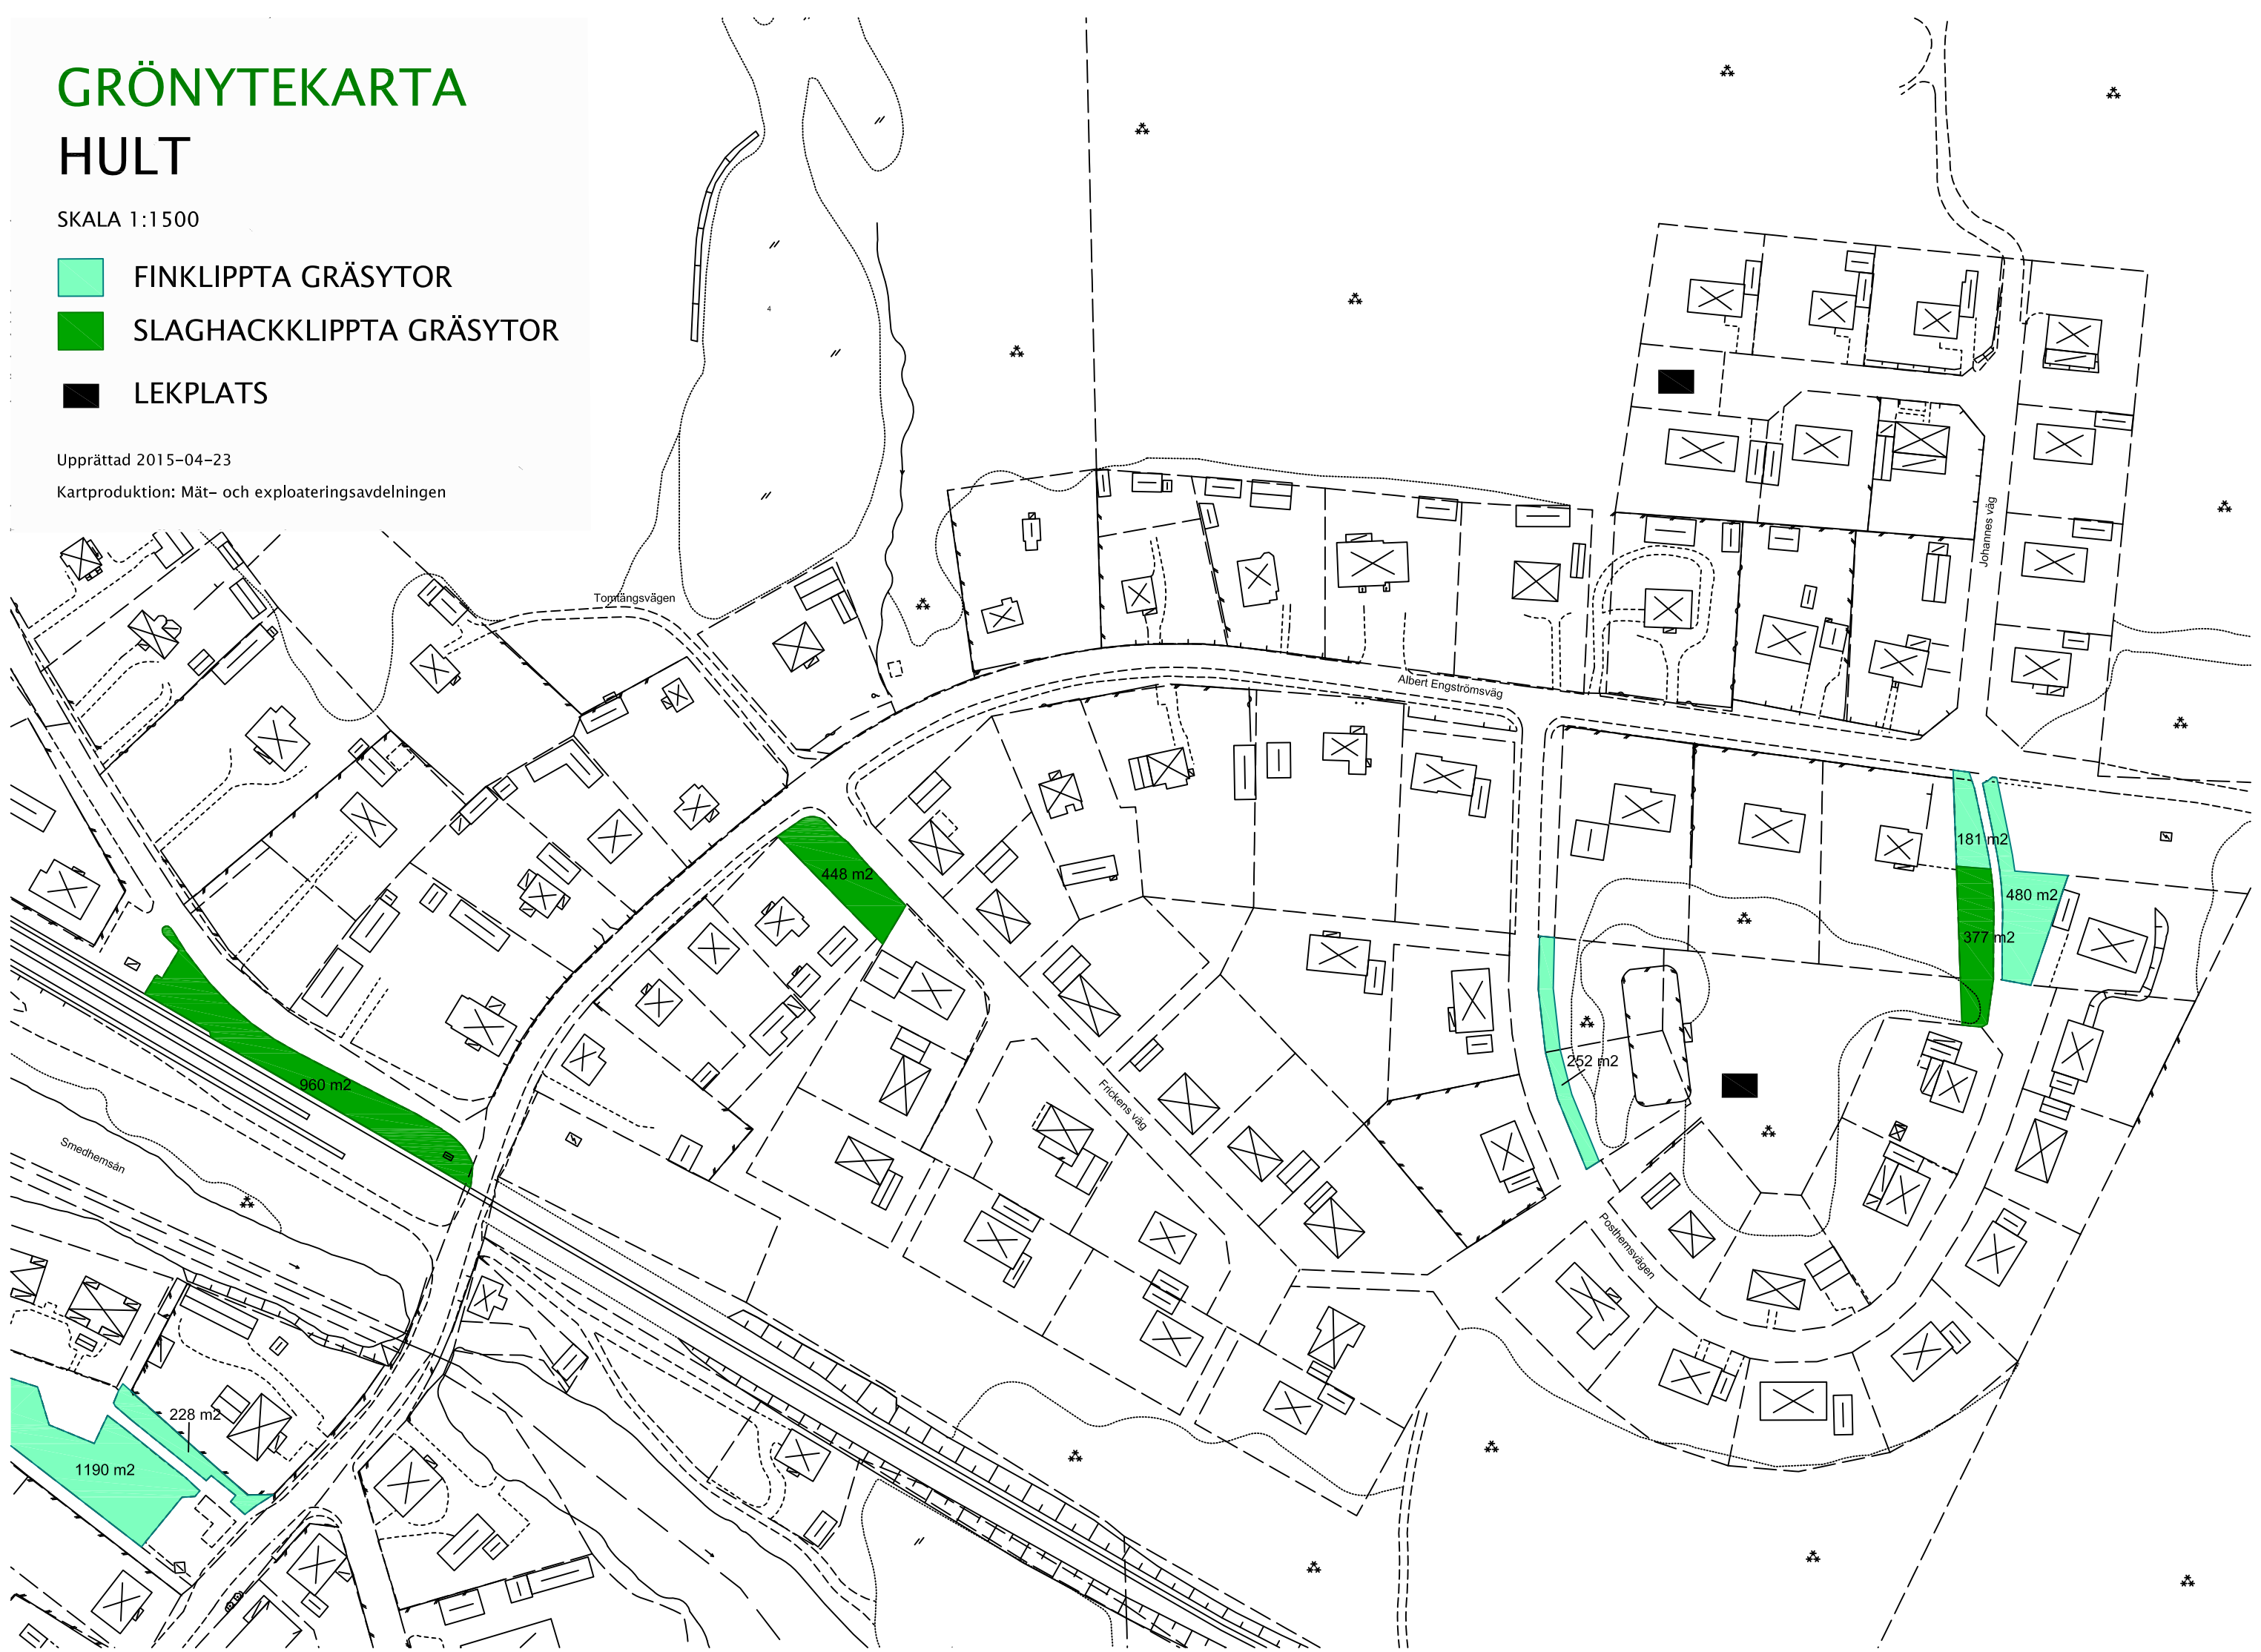 GRÖNYTEKARTA
HULT
SKALA 1:1500
FINKLIPPTA GRÄSYTOR
SLAGHACKKLIPPTA GRÄSYTOR
LEKPLATS
Upprättad 2015-04-23
Kartproduktion: Mät- och exploateringsavdelningen
4
Tomtängsvägen
Johannes väg
Albert Engströmsväg
181 m2
448 m2
480 m2
377 m2
252 m2
960 m2
Frickens väg
Smedhemsån
Posthemsvägen
228 m2
1190 m2